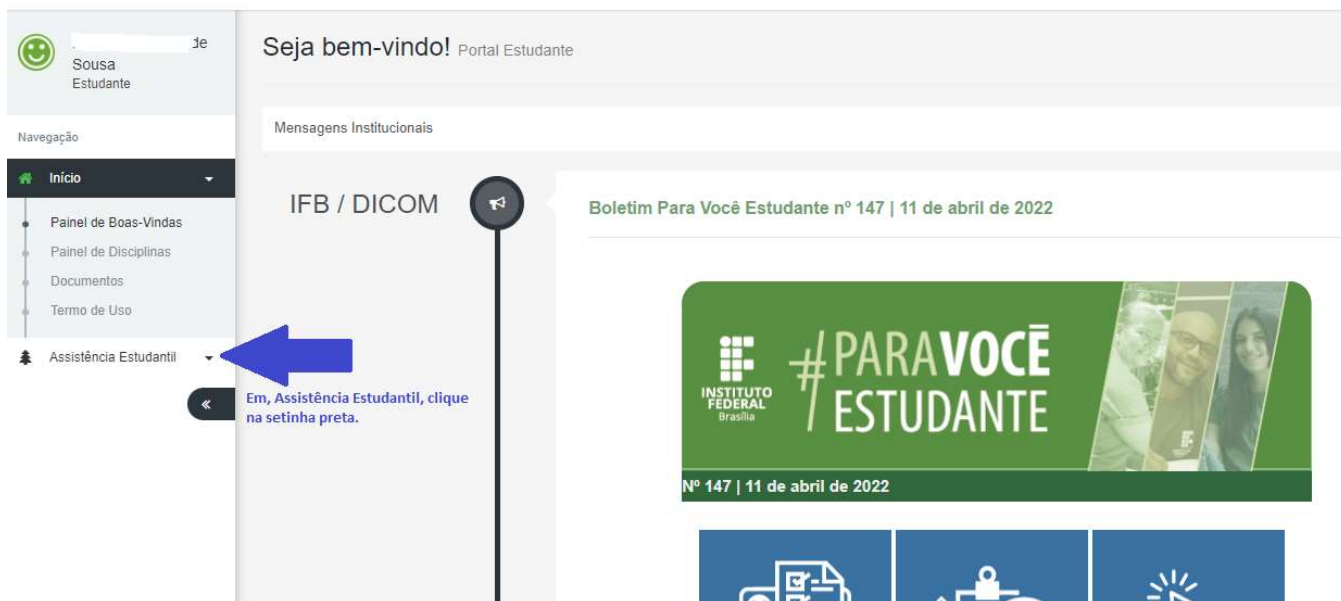 de
Sousa
Estudante
Seja bem-vindo! Portal Estudante
Navegação
Mensagens Institucionais
Início
Painel de Boas-Vindas
Painel de Disciplinas
Documentos
Termo de Uso
Assistência Estudantil
Em, Assistência Estudantil, clique
na setinha preta.
IFB / DICOM
Boletim Para Você Estudante nº 147 | 11 de abril de 2022
INSTITUTO
FEDERAL
Brasília
#PARAVOCÊ
ESTUDANTE
Nº 147 | 11 de abril de 2022